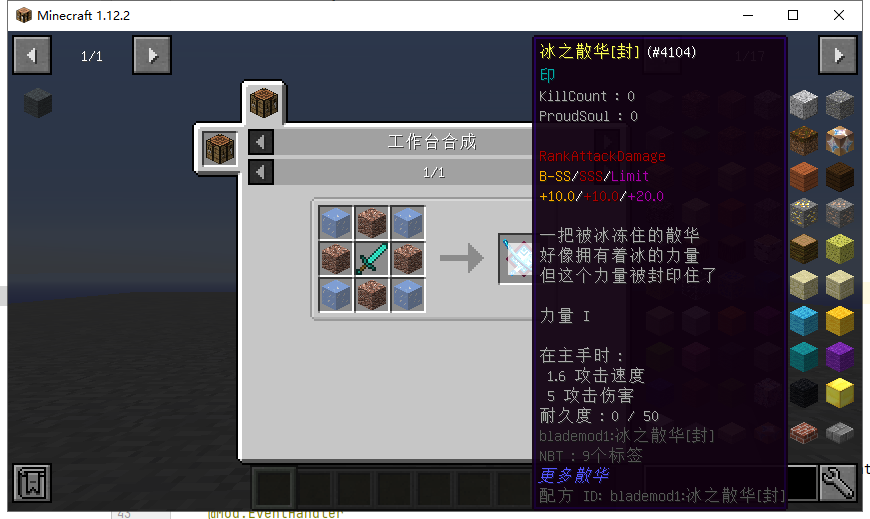 Minecraft 1.12.2
1/1
工作台合成
1/1
冰之散华[封] (#4104)
印
KillCount : 0
ProudSoul : 0
RankAttackDamage
B-SS/SSS/Limit
+10.0/+10.0/+20.0
一把被冰冻住的散华
好像拥有着冰的力量
但这个力量被封印住了
力量 I
在主手时：
1.6 攻击速度
5 攻击伤害
耐久度：0 / 50
blademod1:冰之散华[封]
NBT：9个标签
更多散华
配方 ID: blademod1:冰之散华[封]
1/17
t
43 @Mod.EventHandler